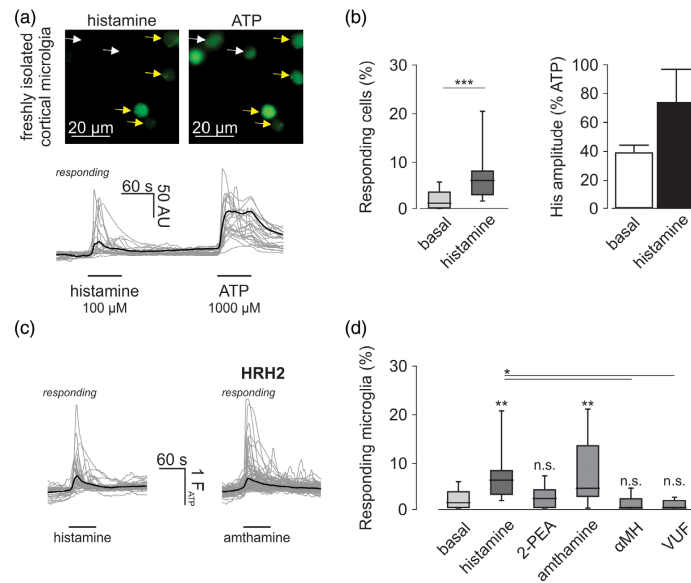 (a)
histamine
ATP
freshly isolated
cortical microlgia
20 µm
20 µm
responding
60 s
50 AU
histamine
100 µM
ATP
1000 µM
(b)
Responding cells (%)
30
20
10
0
***
basal
histamine
His amplitude (% ATP)
100
80
60
40
20
0
basal
histamine
(c)
HRH2
responding
responding
60 s
1 F ATP
histamine
amthamine
(d)
Responding microglia (%)
30
20
10
0
*
**
**
n.s.
n.s.
n.s.
basal
histamine
2-PEA
amthamine
αMH
VUF